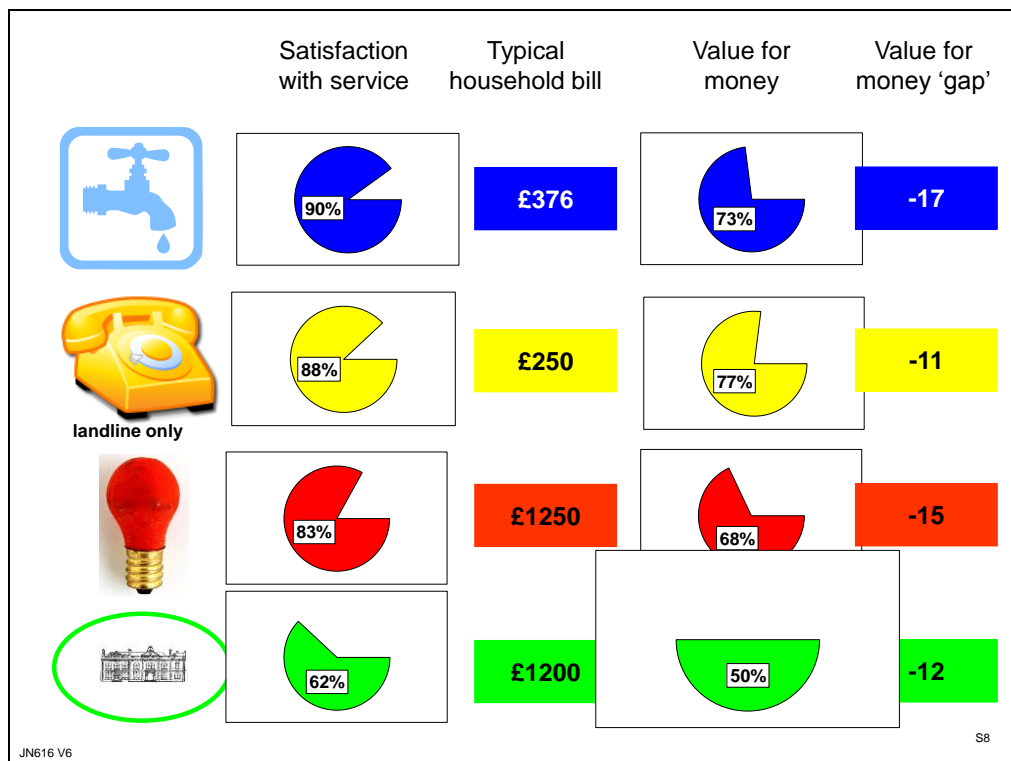 Satisfaction
with service
Typical
household bill
Value for
money
Value for
money ‘gap’
90%
£376
73%
-17
88%
£250
77%
-11
landline only
83%
£1250
68%
-15
62%
£1200
50%
-12
JN616 V6
S8